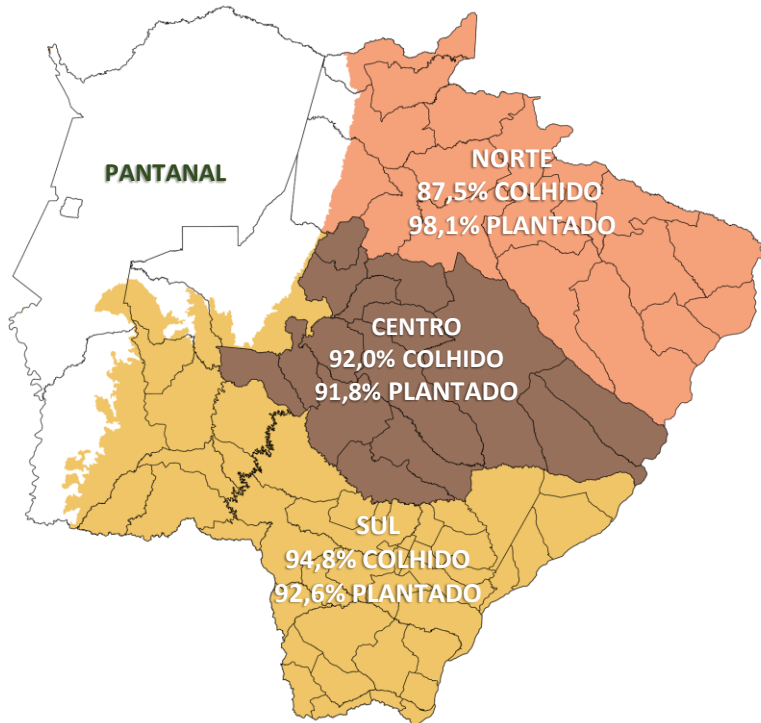 NORTE
87,5% COLHIDO
98,1% PLANTADO
PANTANAL
CENTRO
92,0% COLHIDO
91,8% PLANTADO
SUL
94,8% COLHIDO
92,6% PLANTADO